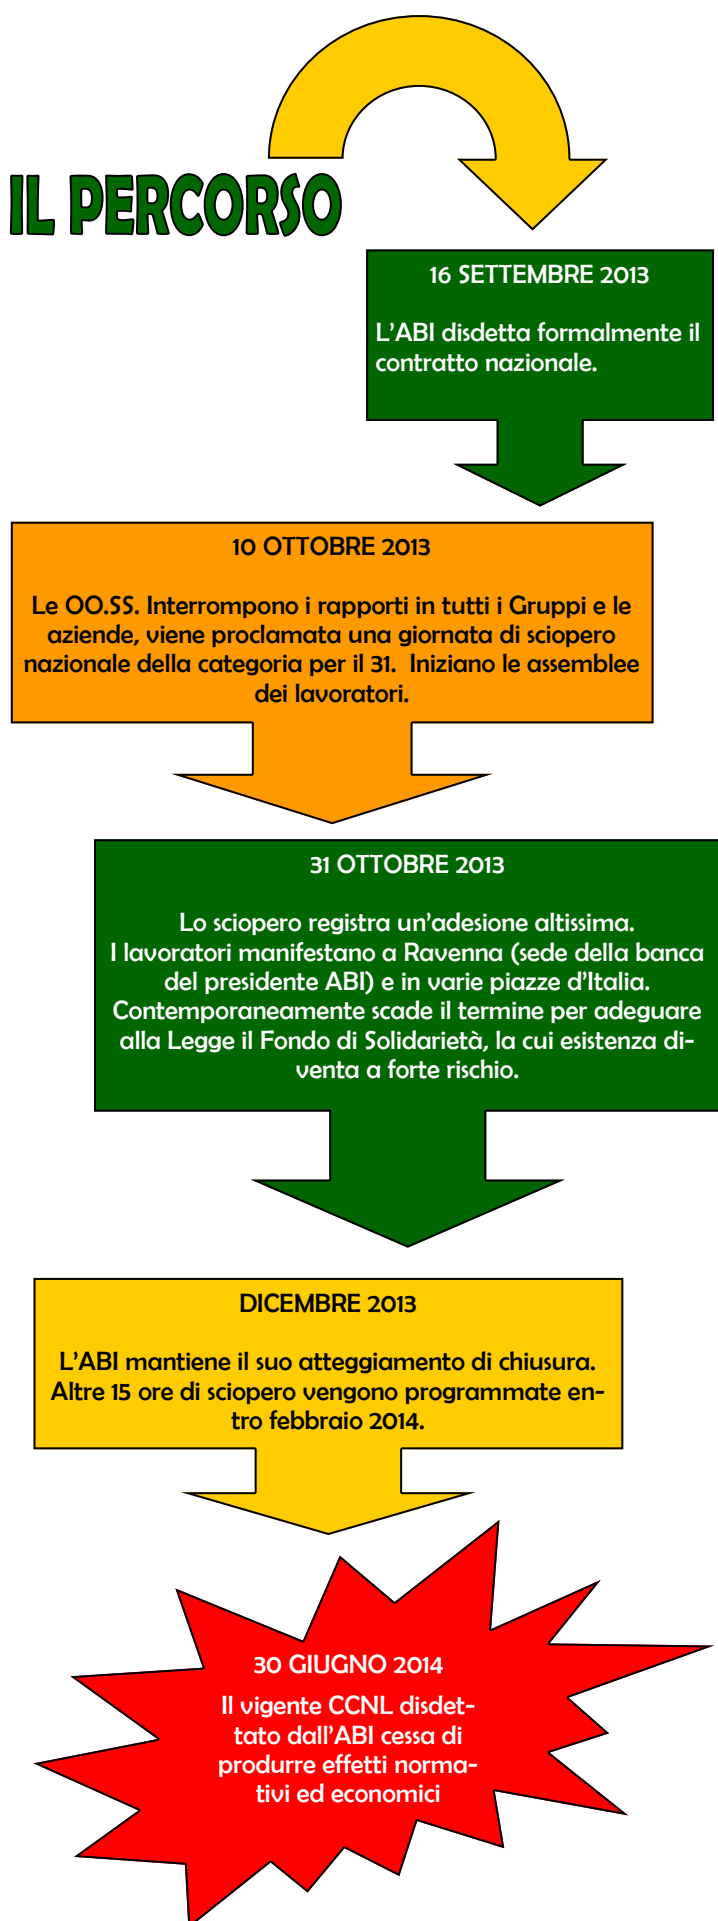 IL PERCORSO
16 SETTEMBRE 2013
L'ABI disdetta formalmente il
contratto nazionale.
10 OTTOBRE 2013
Le OO.SS. Interrompono i rapporti in tutti i Gruppi e le
aziende, viene proclamata una giornata di sciopero
nazionale della categoria per il 31.  Iniziano le assemblee
dei lavoratori.
31 OTTOBRE 2013
Lo sciopero registra un'adesione altissima.
I lavoratori manifestano a Ravenna (sede della banca
del presidente ABI) e in varie piazze d'Italia.
Contemporaneamente scade il termine per adeguare
alla Legge il Fondo di Solidarietà, la cui esistenza di-
venta a forte rischio.
DICEMBRE 2013
L'ABI mantiene il suo atteggiamento di chiusura.
Altre 15 ore di sciopero vengono programmate en-
tro febbraio 2014.
30 GIUGNO 2014
Il vigente CCNL disdet-
tato dall'ABI cessa di
produrre effetti norma-
tivi ed economici